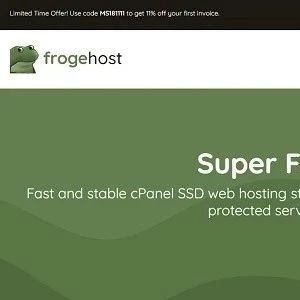 Limited Time Offer! Use code MS181111 to get 11% off your first invoice.
frogehost
Super F
Fast and stable cPanel SSD web hosting st
protected serv